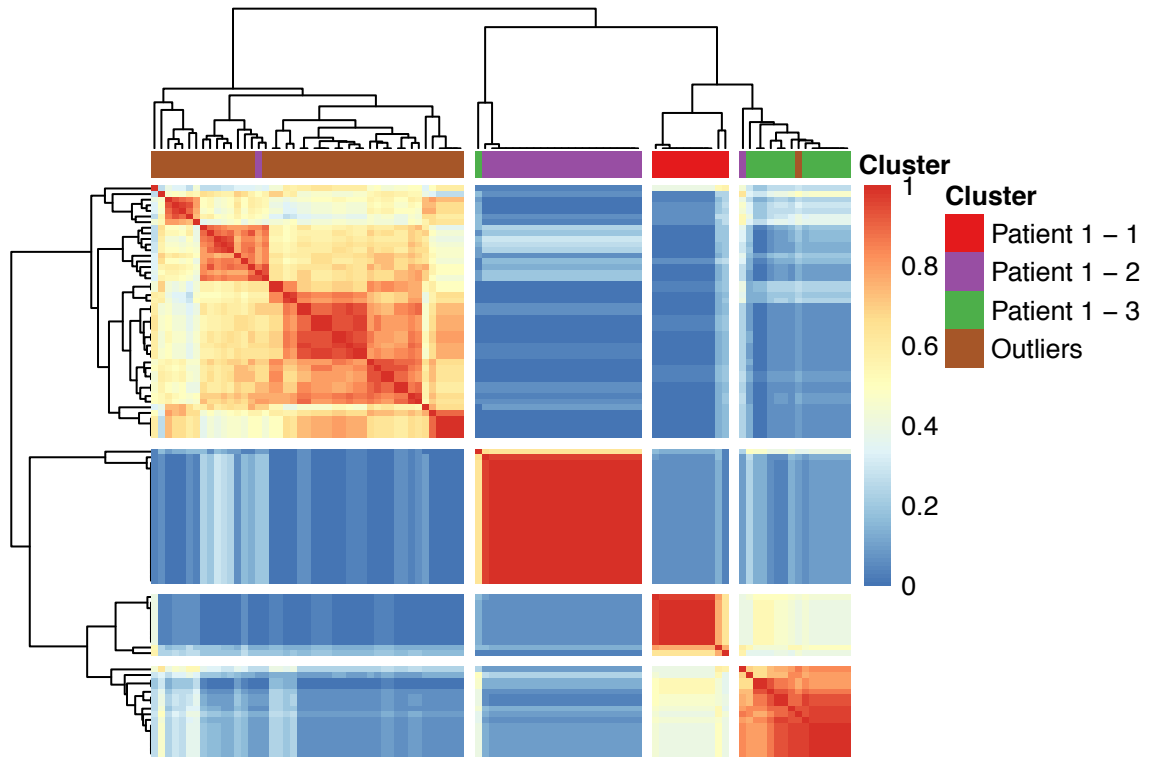 Cluster
1
0.8
0.6
0.4
0.2
0
Cluster
Patient 1 – 1
Patient 1 – 2
Patient 1 – 3
Outliers